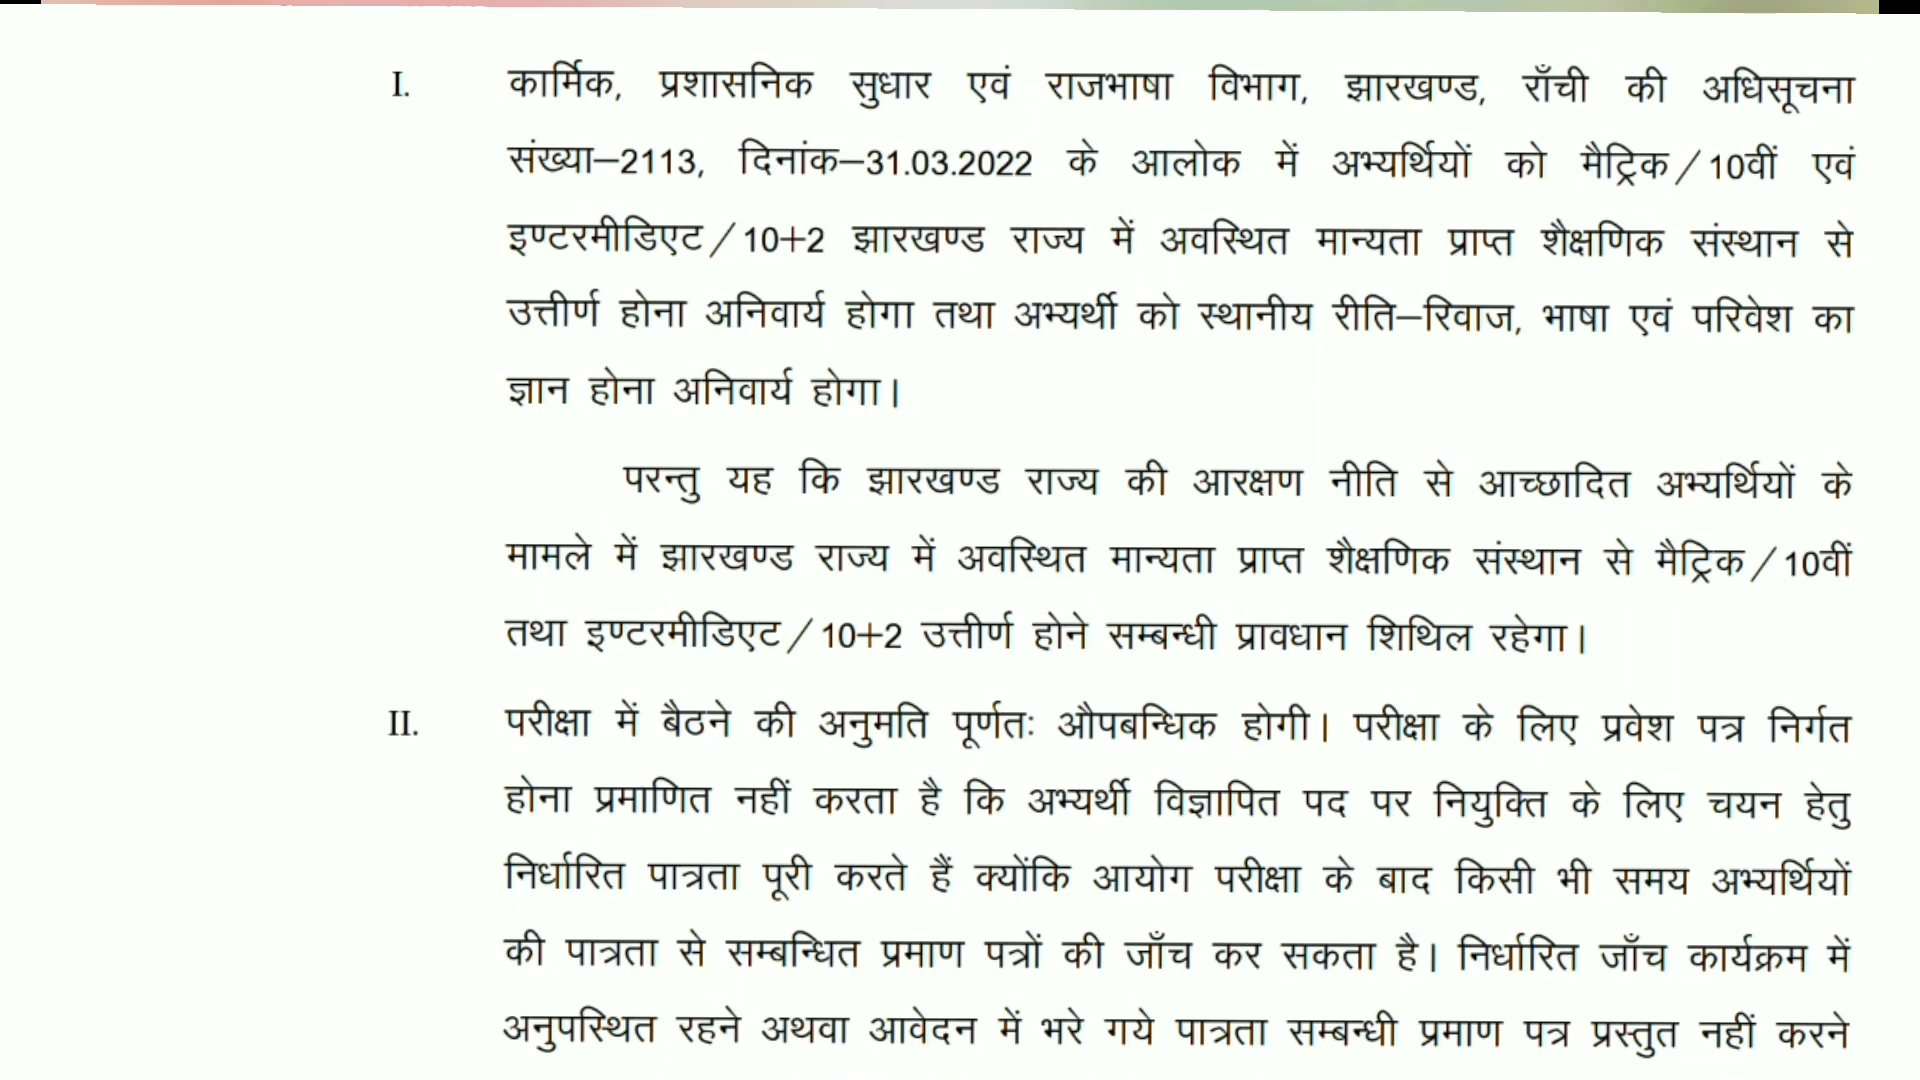 I. कार्मिक, प्रशासनिक सुधार एवं राजभाषा विभाग, झारखण्ड, राँची की अधिसूचना
संख्या–2113, दिनांक–31.03.2022 के आलोक में अभ्यर्थियों को मैट्रिक/10वीं एवं
इण्टरमीडिएट/10+2 झारखण्ड राज्य में अवस्थित मान्यता प्राप्त शैक्षणिक संस्थान से
उत्तीर्ण होना अनिवार्य होगा तथा अभ्यर्थी को स्थानीय रीति–रिवाज, भाषा एवं परिवेश का
ज्ञान होना अनिवार्य होगा।
परन्तु यह कि झारखण्ड राज्य की आरक्षण नीति से आच्छादित अभ्यर्थियों के
मामले में झारखण्ड राज्य में अवस्थित मान्यता प्राप्त शैक्षणिक संस्थान से मैट्रिक/10वीं
तथा इण्टरमीडिएट/10+2 उत्तीर्ण होने सम्बन्धी प्रावधान शिथिल रहेगा।
II. परीक्षा में बैठने की अनुमति पूर्णतः औपबन्धिक होगी। परीक्षा के लिए प्रवेश पत्र निर्गत
होना प्रमाणित नहीं करता है कि अभ्यर्थी विज्ञापित पद पर नियुक्ति के लिए चयन हेतु
निर्धारित पात्रता पूरी करते हैं क्योंकि आयोग परीक्षा के बाद किसी भी समय अभ्यर्थियों
की पात्रता से सम्बन्धित प्रमाण पत्रों की जाँच कर सकता है। निर्धारित जाँच कार्यक्रम में
अनुपस्थित रहने अथवा आवेदन में भरे गये पात्रता सम्बन्धी प्रमाण पत्र प्रस्तुत नहीं करने